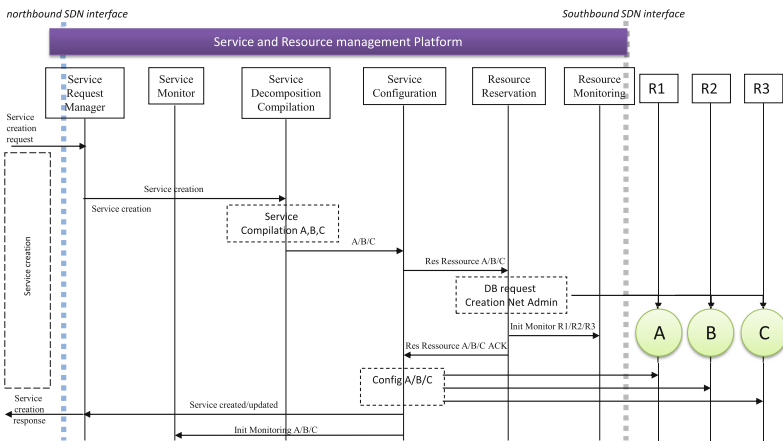 northbound SDN interface
Southbound SDN interface
Service and Resource management Platform
Service
Request
Manager
Service
Monitor
Service
Decomposition
Compilation
Service
Configuration
Resource
Reservation
Resource
Monitoring
R1
R2
R3
Service
creation
request
Service creation
Service creation
Service creation
Service
Compilation A,B,C
A/B/C
Res Ressource A/B/C
DB request
Creation Net Admin
Init Monitor R1/R2/R3
A
B
C
Res Ressource A/B/C ACK
Config A/B/C
Service
creation
response
Service created/updated
Init Monitoring A/B/C